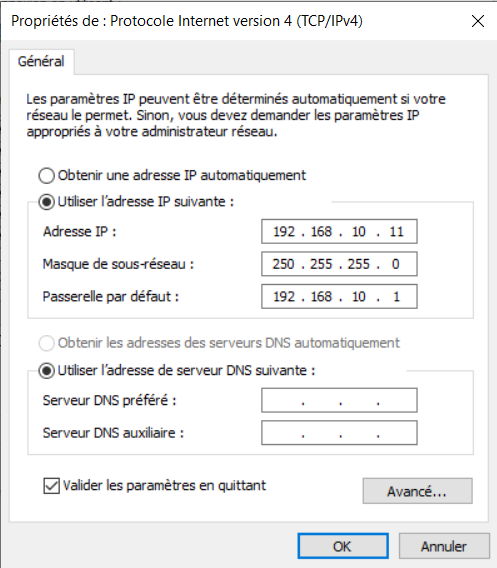 Propriétés de : Protocole Internet version 4 (TCP/IPv4)
Général
Les paramètres IP peuvent être déterminés automatiquement si votre
réseau le permet. Sinon, vous devez demander les paramètres IP
appropriés à votre administrateur réseau.
Obtenir une adresse IP automatiquement
Utiliser l'adresse IP suivante :
Adresse IP : 192 . 168 . 10 . 11
Masque de sous-réseau : 250 . 255 . 255 . 0
Passerelle par défaut : 192 . 168 . 10 . 1
Obtenir les adresses des serveurs DNS automatiquement
Utiliser l'adresse de serveur DNS suivante :
Serveur DNS préféré : . . .
Serveur DNS auxiliaire : . . .
Valider les paramètres en quittant
Avancé...
OK Annuler